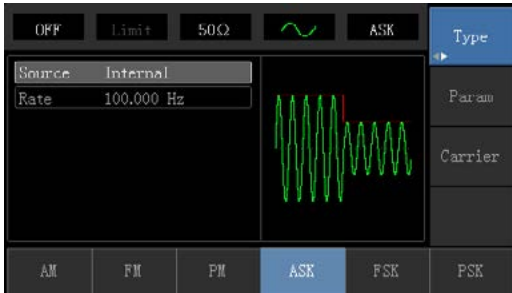 OFF Limit 50Ω ASK Type
Source Internal
Rate 100.000 Hz
Param
Carrier
AM FM PM ASK FSK PSK